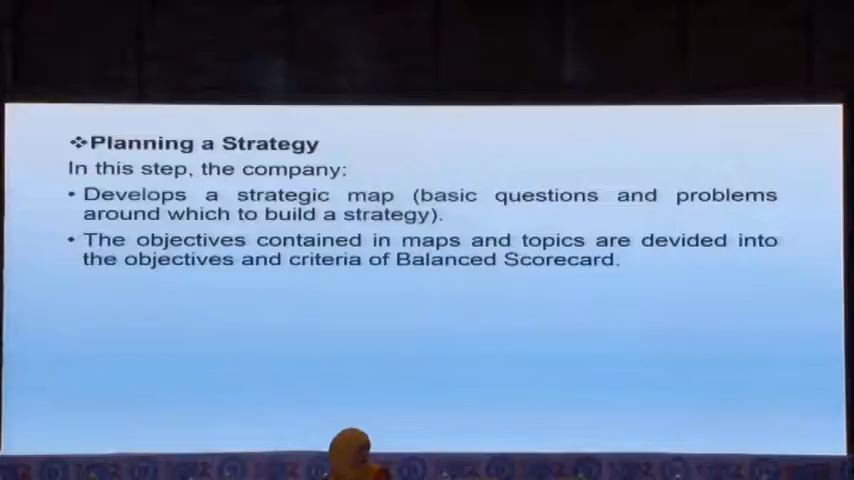 ❖Planning a Strategy
In this step, the company:
• Develops a strategic map (basic questions and problems
around which to build a strategy).
• The objectives contained in maps and topics are devided into
the objectives and criteria of Balanced Scorecard.